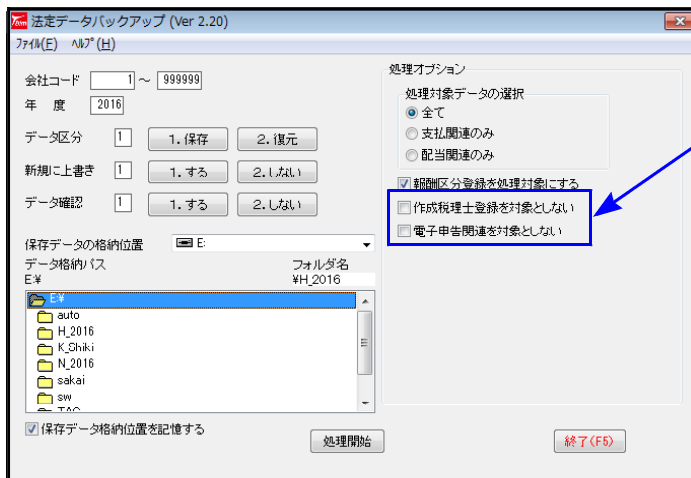 法定データバックアップ (Ver 2.20)
ファイル(F) ヘルプ(H)
会社コード 1 ～ 999999
年 度 2016
データ区分 1 1.保存 2.復元
新規に上書き 1 1.する 2.しない
データ確認 1 1.する 2.しない
保存データの格納位置 E:
データ格納パス フォルダ名
E:¥ ¥H_2016
E:¥
auto
H_2016
K_Shiki
N_2016
sakai
sw
TAC
保存データ格納位置を記憶する
処理オプション
処理対象データの選択
全て
支払関連のみ
配当関連のみ
報酬区分登録を処理対象にする
作成税理士登録を対象としない
電子申告関連を対象としない
処理開始
終了(F5)